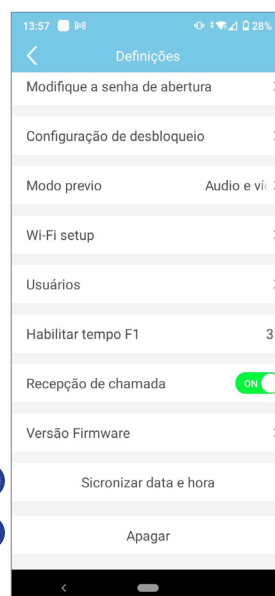 13:57 28%
Definições
Modifique a senha de abertura
Configuração de desbloqueio
Modo previo Audio e ví
Wi-Fi setup
Usuários
Habilitar tempo F1 3
Recepção de chamada ON
Versão Firmware
Sicronizar data e hora
Apagar